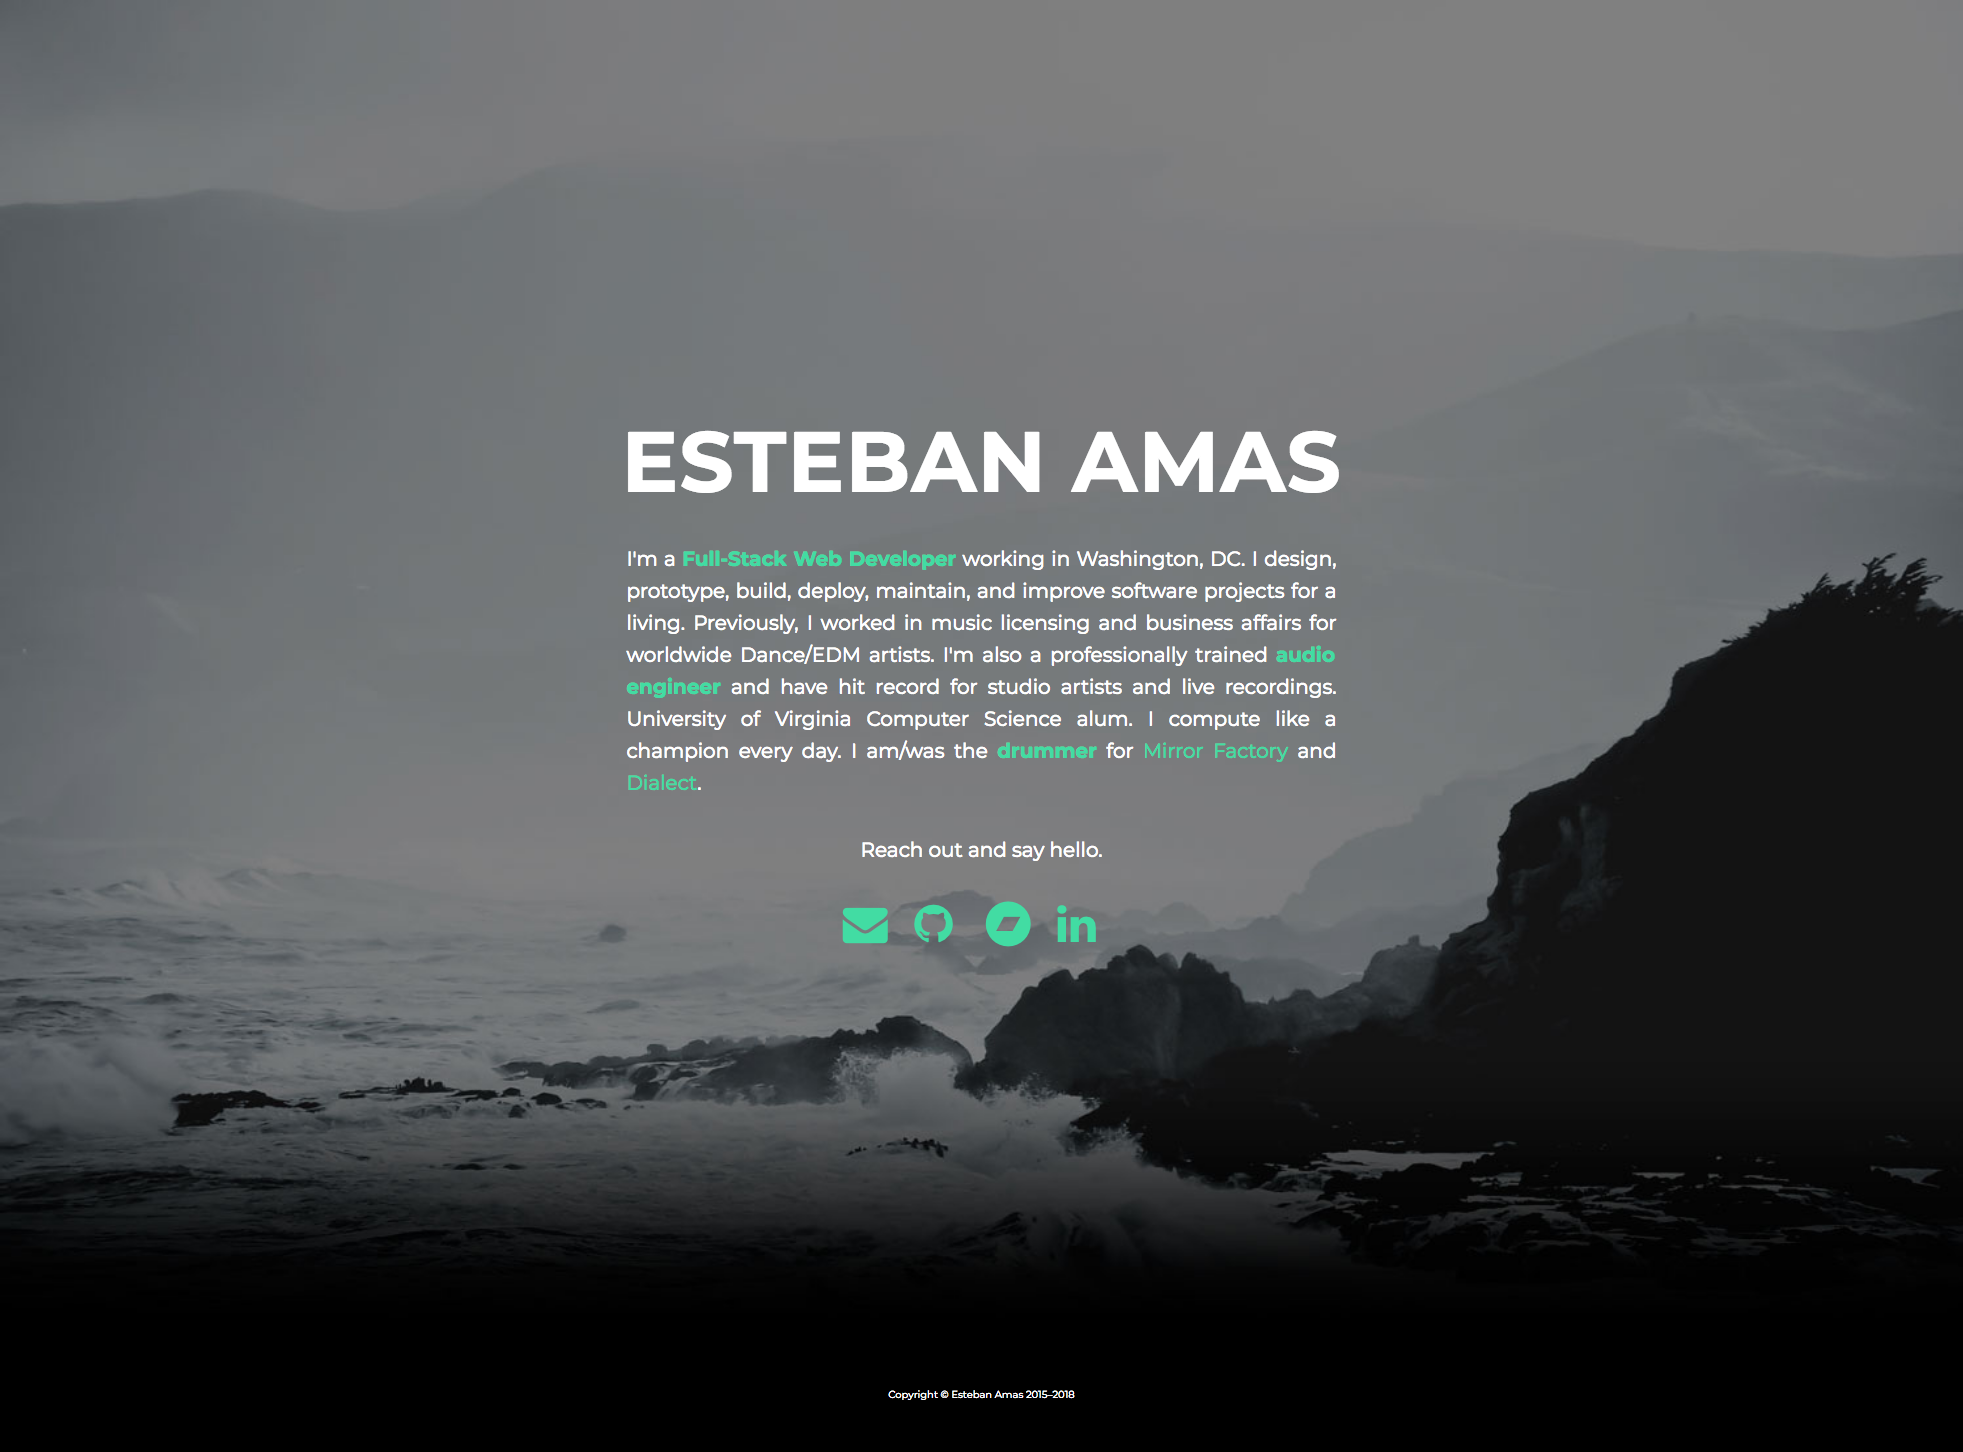 ESTEBAN AMAS
I'm a Full-Stack Web Developer working in Washington, DC. I design,
prototype, build, deploy, maintain, and improve software projects for a
living. Previously, I worked in music licensing and business affairs for
worldwide Dance/EDM artists. I'm also a professionally trained audio
engineer and have hit record for studio artists and live recordings.
University of Virginia Computer Science alum. I compute like a
champion every day. I am/was the drummer for Mirror Factory and
Dialect.
Reach out and say hello.
in
Copyright © Esteban Amas 2015–2018